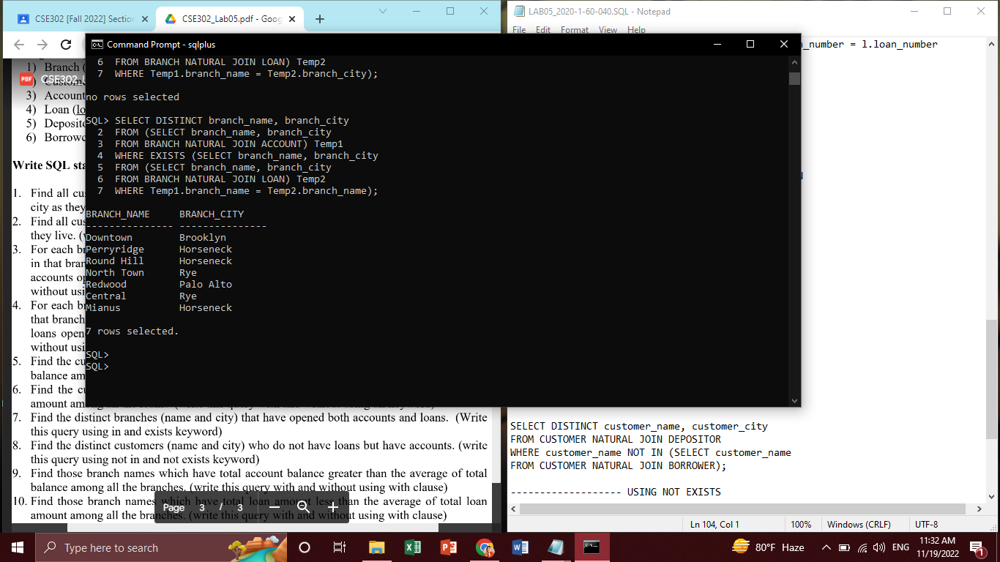 CSE302 [Fall 2022] Section
CSE302_Lab05.pdf - Goog
LAB05_2020-1-60-040.SQL - Notepad
File Edit Format View Help
n_number = l.loan_number
Command Prompt - sqlplus
6 FROM BRANCH NATURAL JOIN LOAN) Temp2
7 WHERE Temp1.branch_name = Temp2.branch_city);
no rows selected
SQL> SELECT DISTINCT branch_name, branch_city
2 FROM (SELECT branch_name, branch_city
3 FROM BRANCH NATURAL JOIN ACCOUNT) Temp1
4 WHERE EXISTS (SELECT branch_name, branch_city
5 FROM (SELECT branch_name, branch_city
6 FROM BRANCH NATURAL JOIN LOAN) Temp2
7 WHERE Temp1.branch_name = Temp2.branch_name);
BRANCH_NAME BRANCH_CITY
--------------- ---------------
Downtown Brooklyn
Perryridge Horseneck
Round Hill Horseneck
North Town Rye
Redwood Palo Alto
Central Rye
Mianus Horseneck
7 rows selected.
SQL>
SQL>
PDF CSE302_L
1) Branch (
2) Custome
3) Account
4) Loan (lo
5) Deposito
6) Borrowe
Write SQL sta
1. Find all cus
city as they
2. Find all cus
they live. (
3. For each br
in that bran
accounts op
without usi
4. For each br
that branch
loans open
without usi
5. Find the cu
balance am
6. Find the cu
amount
7. Find the distinct branches (name and city) that have opened both accounts and loans. (Write
this query using in and exists keyword)
8. Find the distinct customers (name and city) who do not have loans but have accounts. (write
this query using not in and not exists keyword)
9. Find those branch names which have total account balance greater than the average of total
balance among all the branches. (write this query with and without using with clause)
10. Find those branch names which have total loan amount less than the average of total loan
amount among all the branches. (write this query with and without using with clause)
Page 3 / 3
SELECT DISTINCT customer_name, customer_city
FROM CUSTOMER NATURAL JOIN DEPOSITOR
WHERE customer_name NOT IN (SELECT customer_name
FROM CUSTOMER NATURAL JOIN BORROWER);
------------------- USING NOT EXISTS
Ln 104, Col 1 100% Windows (CRLF) UTF-8
Type here to search
80°F Haze
ENG
11:32 AM
11/19/2022
1